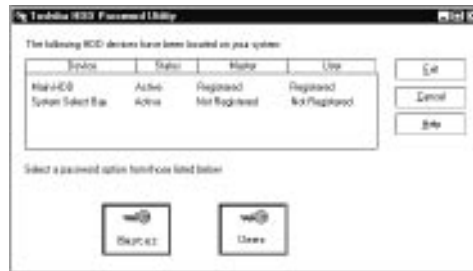 Toshiba HDD Password Utility
The following HDD devices have been located on your system:
Device Status Master User
Main HDD Active Registered Registered
System Select Bay Active Not Registered Not Registered
Exit
Cancel
Help
Select a password option from those listed below
Master
User